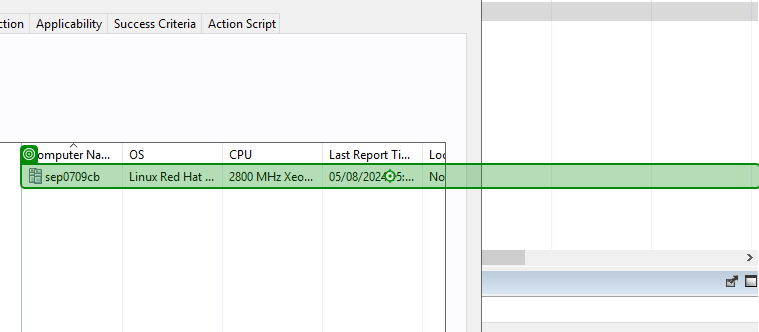 ction Applicability Success Criteria Action Script
omputer Na... OS CPU Last Report Ti... Loc
sep0709cb Linux Red Hat ... 2800 MHz Xeo... 05/08/2024 5:... No